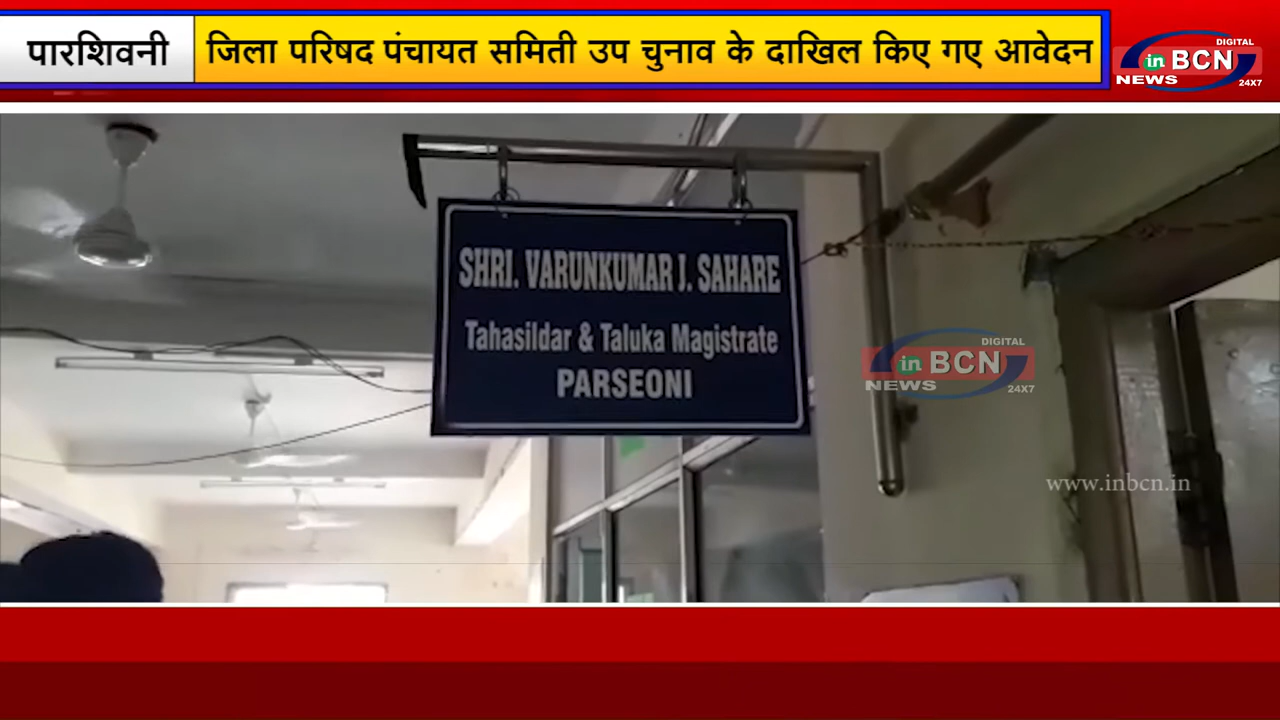 पारशिवनी
जिला परिषद पंचायत समिती उप चुनाव के दाखिल किए गए आवेदन
DIGITAL
in BCN
NEWS 24X7
SHRI. VARUNKUMAR J. SAHARE
Tahasildar & Taluka Magistrate
PARSEONI
DIGITAL
in BCN
NEWS 24X7
www.inbcn.in